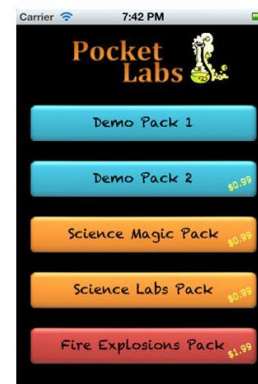 Carrier 7:42 PM
Pocket
Labs
Demo Pack 1
Demo Pack 2
$0.99
Science Magic Pack
$0.99
Science Labs Pack
$0.99
Fire Explosions Pack
$1.99